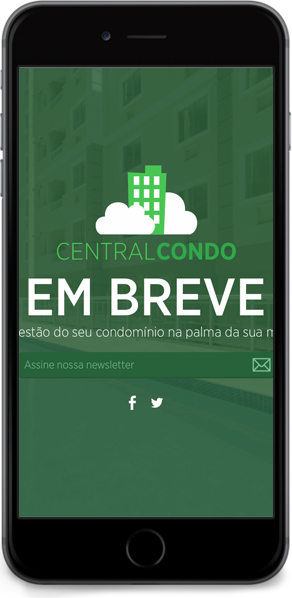 CENTRALCONDO
EM BREVE
estão do seu condomínio na palma da sua m
Assine nossa newsletter